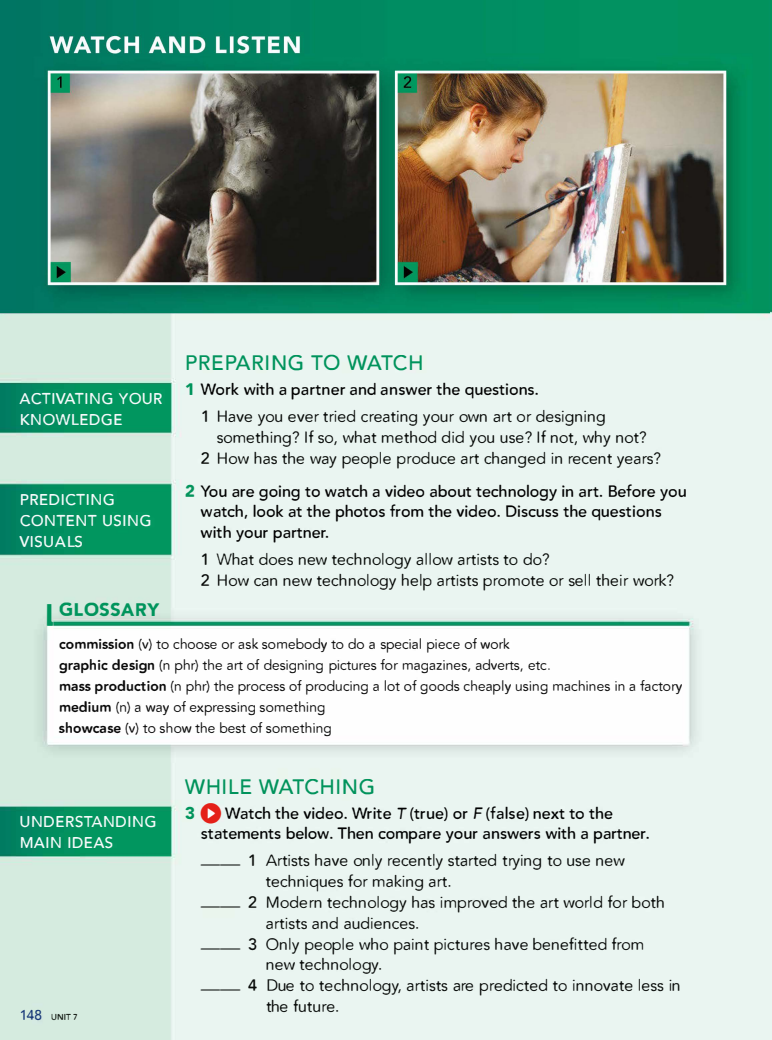 WATCH AND LISTEN
1
2
PREPARING TO WATCH
ACTIVATING YOUR
KNOWLEDGE
1 Work with a partner and answer the questions.
1 Have you ever tried creating your own art or designing
something? If so, what method did you use? If not, why not?
2 How has the way people produce art changed in recent years?
PREDICTING
CONTENT USING
VISUALS
2 You are going to watch a video about technology in art. Before you
watch, look at the photos from the video. Discuss the questions
with your partner.
1 What does new technology allow artists to do?
2 How can new technology help artists promote or sell their work?
GLOSSARY
commission (v) to choose or ask somebody to do a special piece of work
graphic design (n phr) the art of designing pictures for magazines, adverts, etc.
mass production (n phr) the process of producing a lot of goods cheaply using machines in a factory
medium (n) a way of expressing something
showcase (v) to show the best of something
WHILE WATCHING
UNDERSTANDING
MAIN IDEAS
3 Watch the video. Write T (true) or F (false) next to the
statements below. Then compare your answers with a partner.
_____ 1 Artists have only recently started trying to use new
techniques for making art.
_____ 2 Modern technology has improved the art world for both
artists and audiences.
_____ 3 Only people who paint pictures have benefitted from
new technology.
_____ 4 Due to technology, artists are predicted to innovate less in
the future.
148 UNIT 7